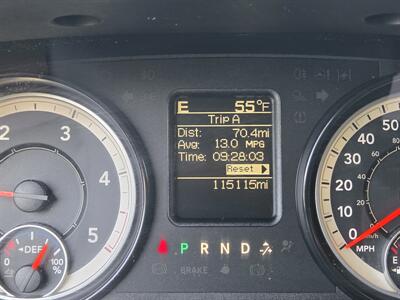 E 55°F
Trip A
Dist: 70.4mi
Avg: 13.0 MPG
Time: 09:28:03
Reset
115115mi
P R N D
BRAKE
2 3 4 5
DEF
0 100%
0 10 20 30 40 50
MPH
E